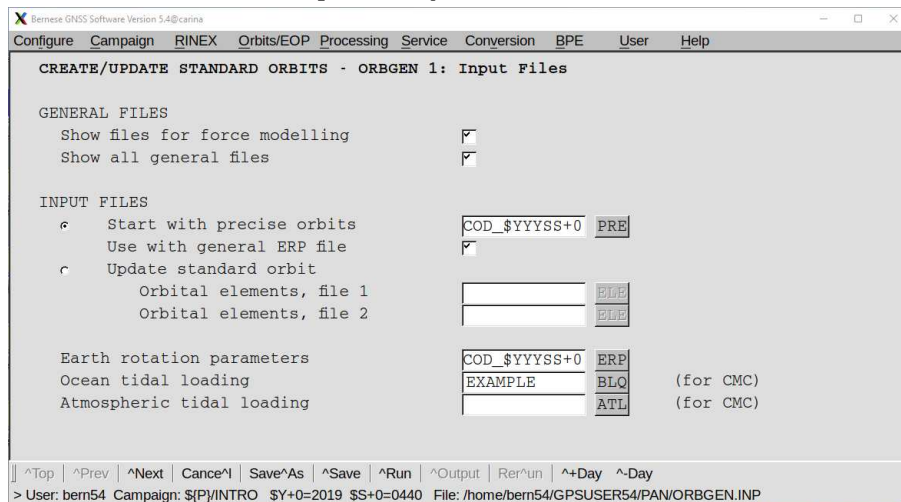 Bernese GNSS Software Version 5.4@carina
Configure Campaign RINEX Orbits/EOP Processing Service Conversion BPE User Help
CREATE/UPDATE STANDARD ORBITS - ORBGEN 1: Input Files
GENERAL FILES
Show files for force modelling
Show all general files
INPUT FILES
Start with precise orbits COD_$YYYSS+0 PRE
Use with general ERP file
Update standard orbit
Orbital elements, file 1 ELE
Orbital elements, file 2 ELE
Earth rotation parameters COD_$YYYSS+0 ERP
Ocean tidal loading EXAMPLE BLQ (for CMC)
Atmospheric tidal loading ATL (for CMC)
^Top ^Prev ^Next Cance^l Save^As ^Save ^Run ^Output Rer^un ^+Day ^-Day
> User: bern54 Campaign: ${P}/INTRO $Y+0=2019 $S+0=0440 File: /home/bern54/GPSUSER54/PAN/ORBGEN.INP